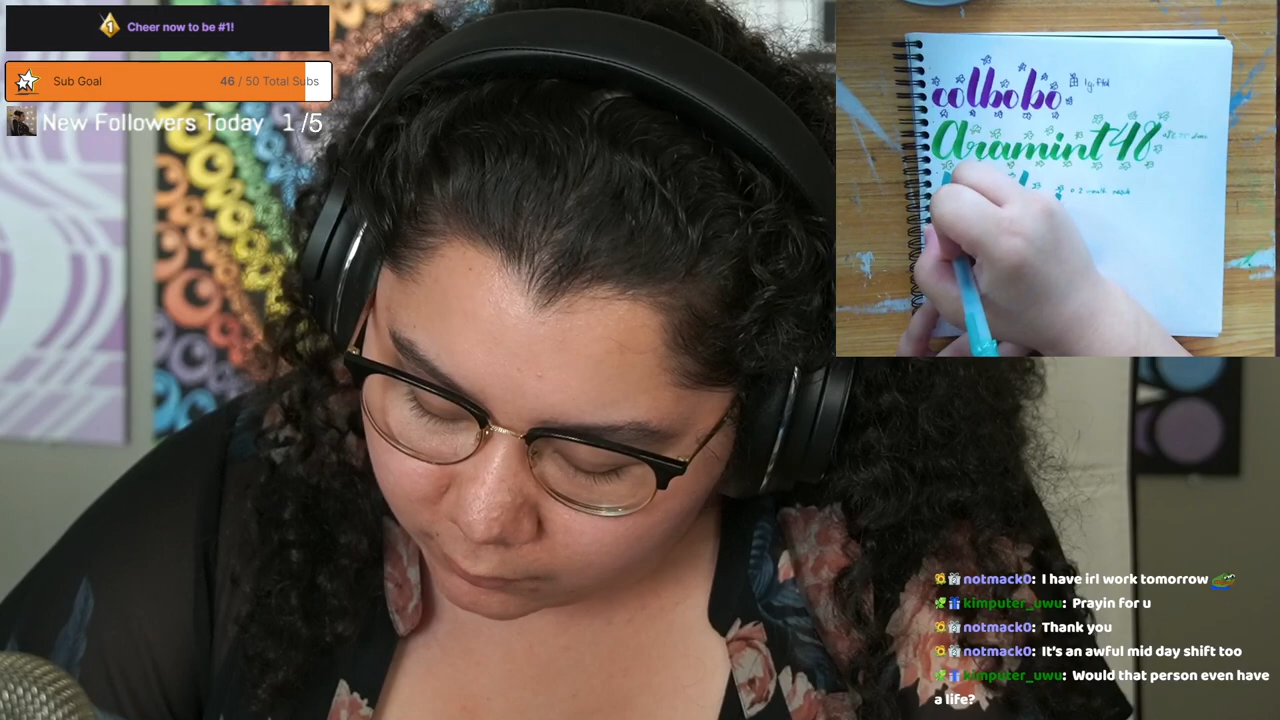 Cheer now to be #1!
1
Sub Goal
46 / 50 Total Subs
New Followers Today 1 /5
colbobo
Aramint48
notmack0: I have irl work tomorrow
kimputer_uwu: Prayin for u
notmack0: Thank you
notmack0: It's an awful mid day shift too
kimputer_uwu: Would that person even have
a life?